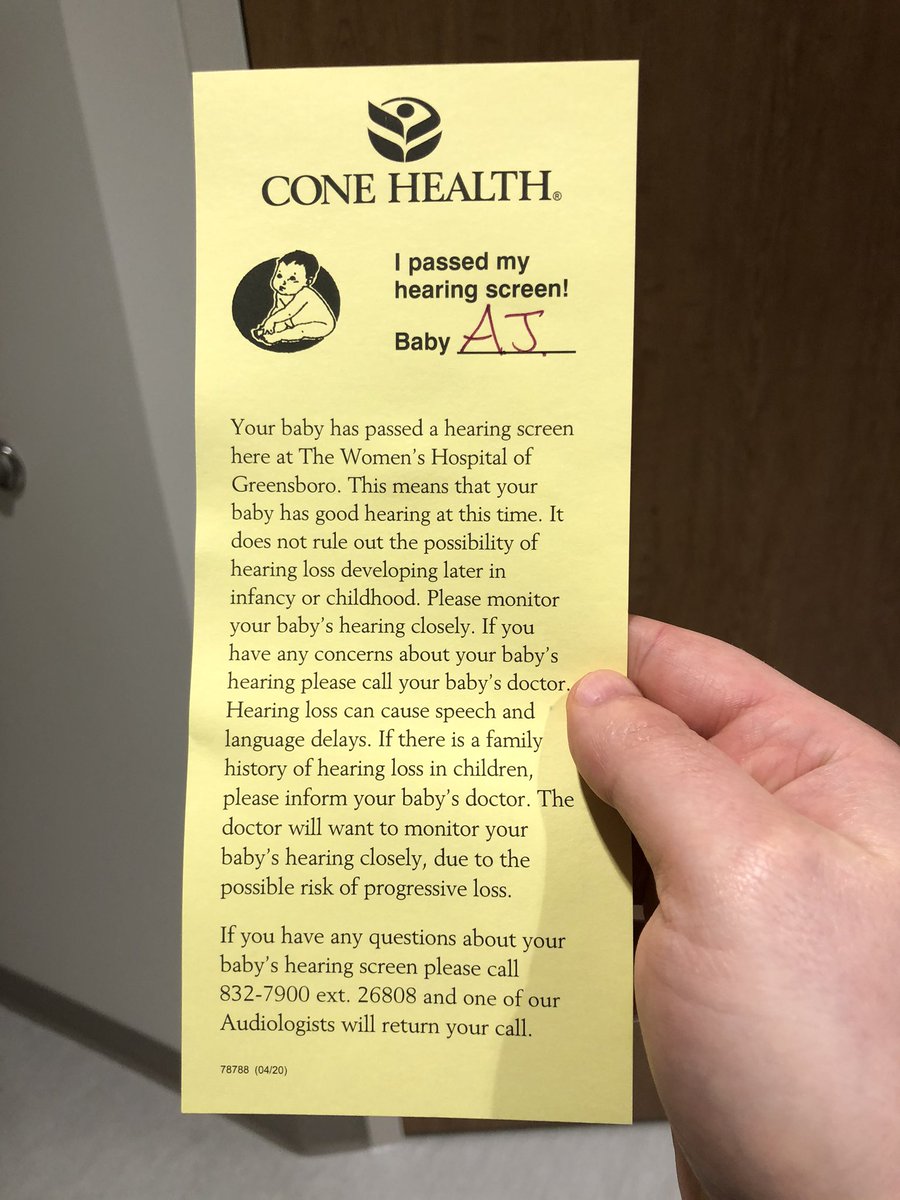 CONE HEALTH®
I passed my
hearing screen!
Baby A.J.
Your baby has passed a hearing screen
here at The Women's Hospital of
Greensboro. This means that your
baby has good hearing at this time. It
does not rule out the possibility of
hearing loss developing later in
infancy or childhood. Please monitor
your baby's hearing closely. If you
have any concerns about your baby's
hearing please call your baby's doctor.
Hearing loss can cause speech and
language delays. If there is a family
history of hearing loss in children,
please inform your baby's doctor. The
doctor will want to monitor your
baby's hearing closely, due to the
possible risk of progressive loss.
If you have any questions about your
baby's hearing screen please call
832-7900 ext. 26808 and one of our
Audiologists will return your call.
78788 (04/20)